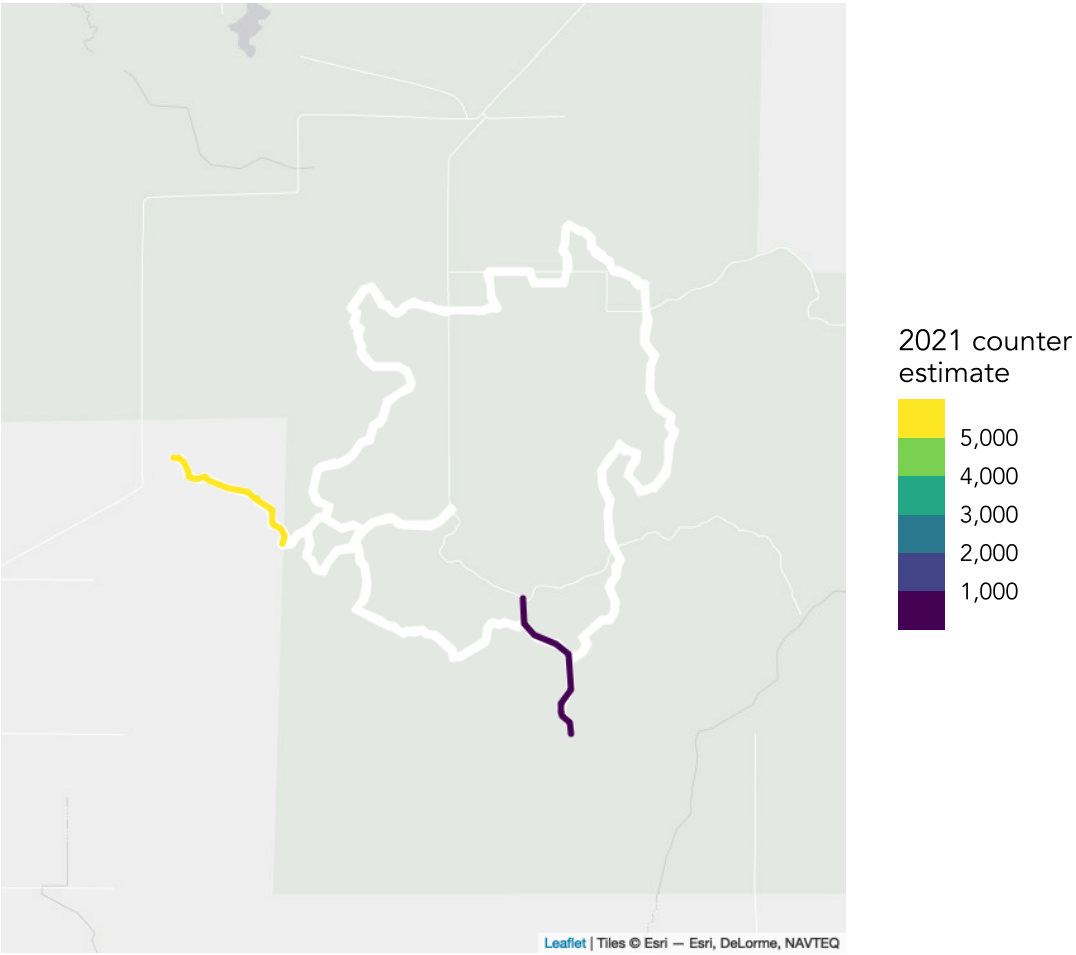 2021 counter
estimate
5,000
4,000
3,000
2,000
1,000
Leaflet | Tiles © Esri — Esri, DeLorme, NAVTEQ